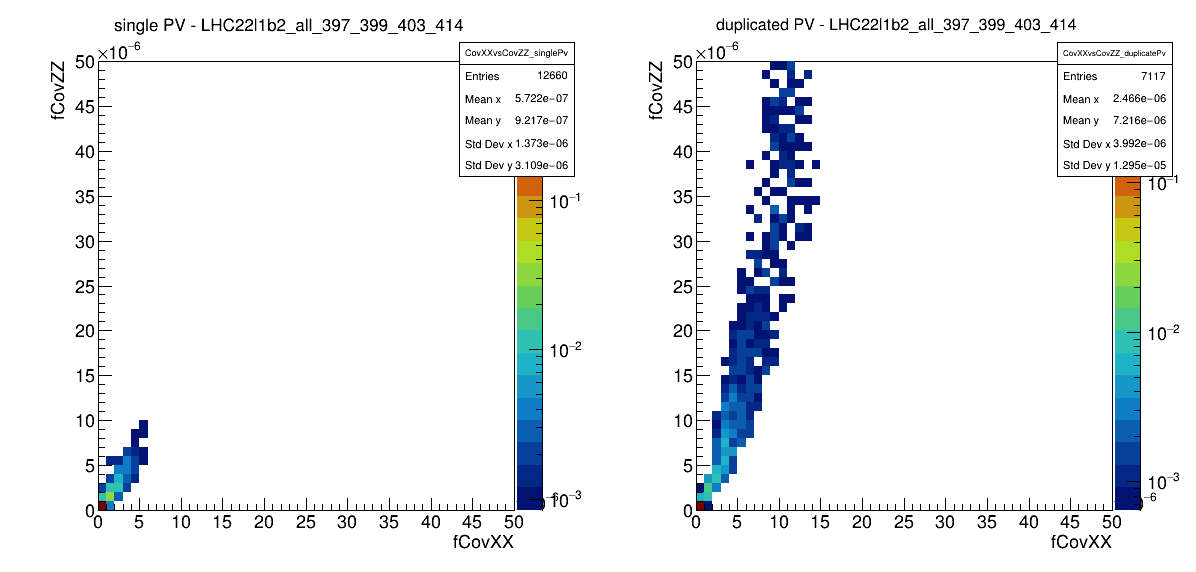 single PV - LHC22l1b2_all_397_399_403_414
×10⁻⁶
fCovZZ
50
45
40
35
30
25
20
15
10
5
0
0 5 10 15 20 25 30 35 40 45 50
fCovXX
CovXXvsCovZZ_singlePv
Entries 12660
Mean x 5.722e−07
Mean y 9.217e−07
Std Dev x 1.373e−06
Std Dev y 3.109e−06
10⁻¹
10⁻²
10⁻³
duplicated PV - LHC22l1b2_all_397_399_403_414
×10⁻⁶
fCovZZ
50
45
40
35
30
25
20
15
10
5
0
0 5 10 15 20 25 30 35 40 45 50
fCovXX
CovXXvsCovZZ_duplicatePv
Entries 7117
Mean x 2.466e−06
Mean y 7.216e−06
Std Dev x 3.992e−06
Std Dev y 1.295e−05
10⁻¹
10⁻²
10⁻³